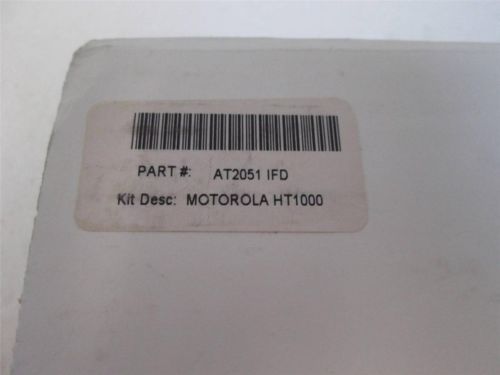 PART #: AT2051 IFD
Kit Desc: MOTOROLA HT1000